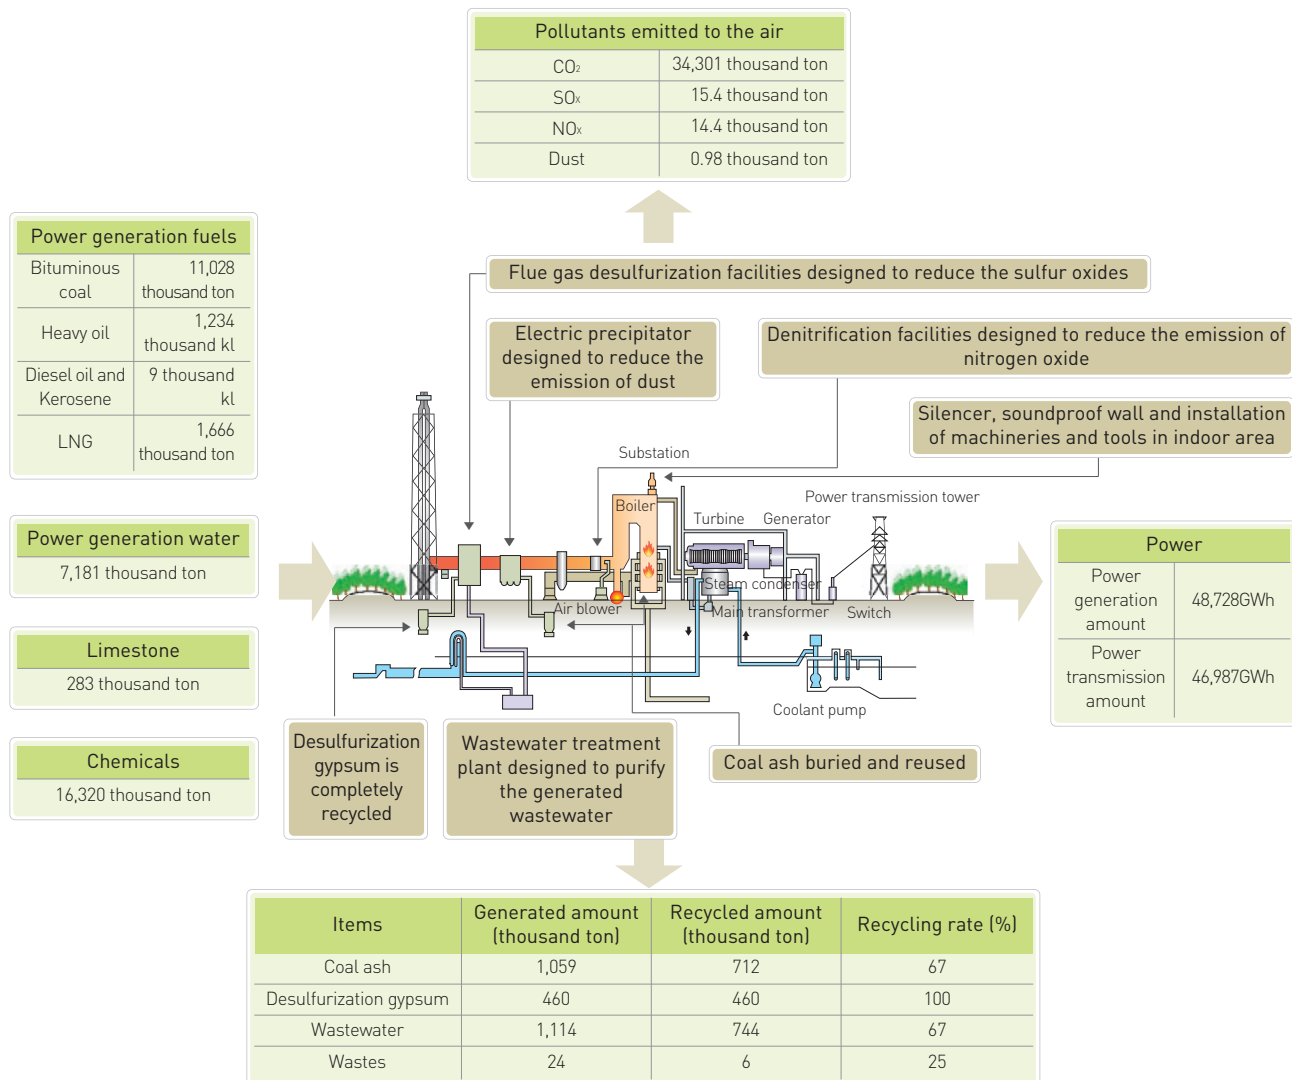 Pollutants emitted to the air
CO2 34,301 thousand ton
SOx 15.4 thousand ton
NOx 14.4 thousand ton
Dust 0.98 thousand ton
Power generation fuels
Bituminous coal 11,028 thousand ton
Heavy oil 1,234 thousand kl
Diesel oil and Kerosene 9 thousand kl
LNG 1,666 thousand ton
Power generation water
7,181 thousand ton
Limestone
283 thousand ton
Chemicals
16,320 thousand ton
Flue gas desulfurization facilities designed to reduce the sulfur oxides
Electric precipitator
designed to reduce the
emission of dust
Denitrification facilities designed to reduce the emission of
nitrogen oxide
Silencer, soundproof wall and installation
of machineries and tools in indoor area
Substation
Power transmission tower
Boiler
Turbine
Generator
Steam condenser
Air blower
Main transformer
Switch
Coolant pump
Power
Power generation amount 48,728GWh
Power transmission amount 46,987GWh
Desulfurization
gypsum is
completely
recycled
Wastewater treatment
plant designed to purify
the generated
wastewater
Coal ash buried and reused
Items Generated amount (thousand ton) Recycled amount (thousand ton) Recycling rate (%)
Coal ash 1,059 712 67
Desulfurization gypsum 460 460 100
Wastewater 1,114 744 67
Wastes 24 6 25